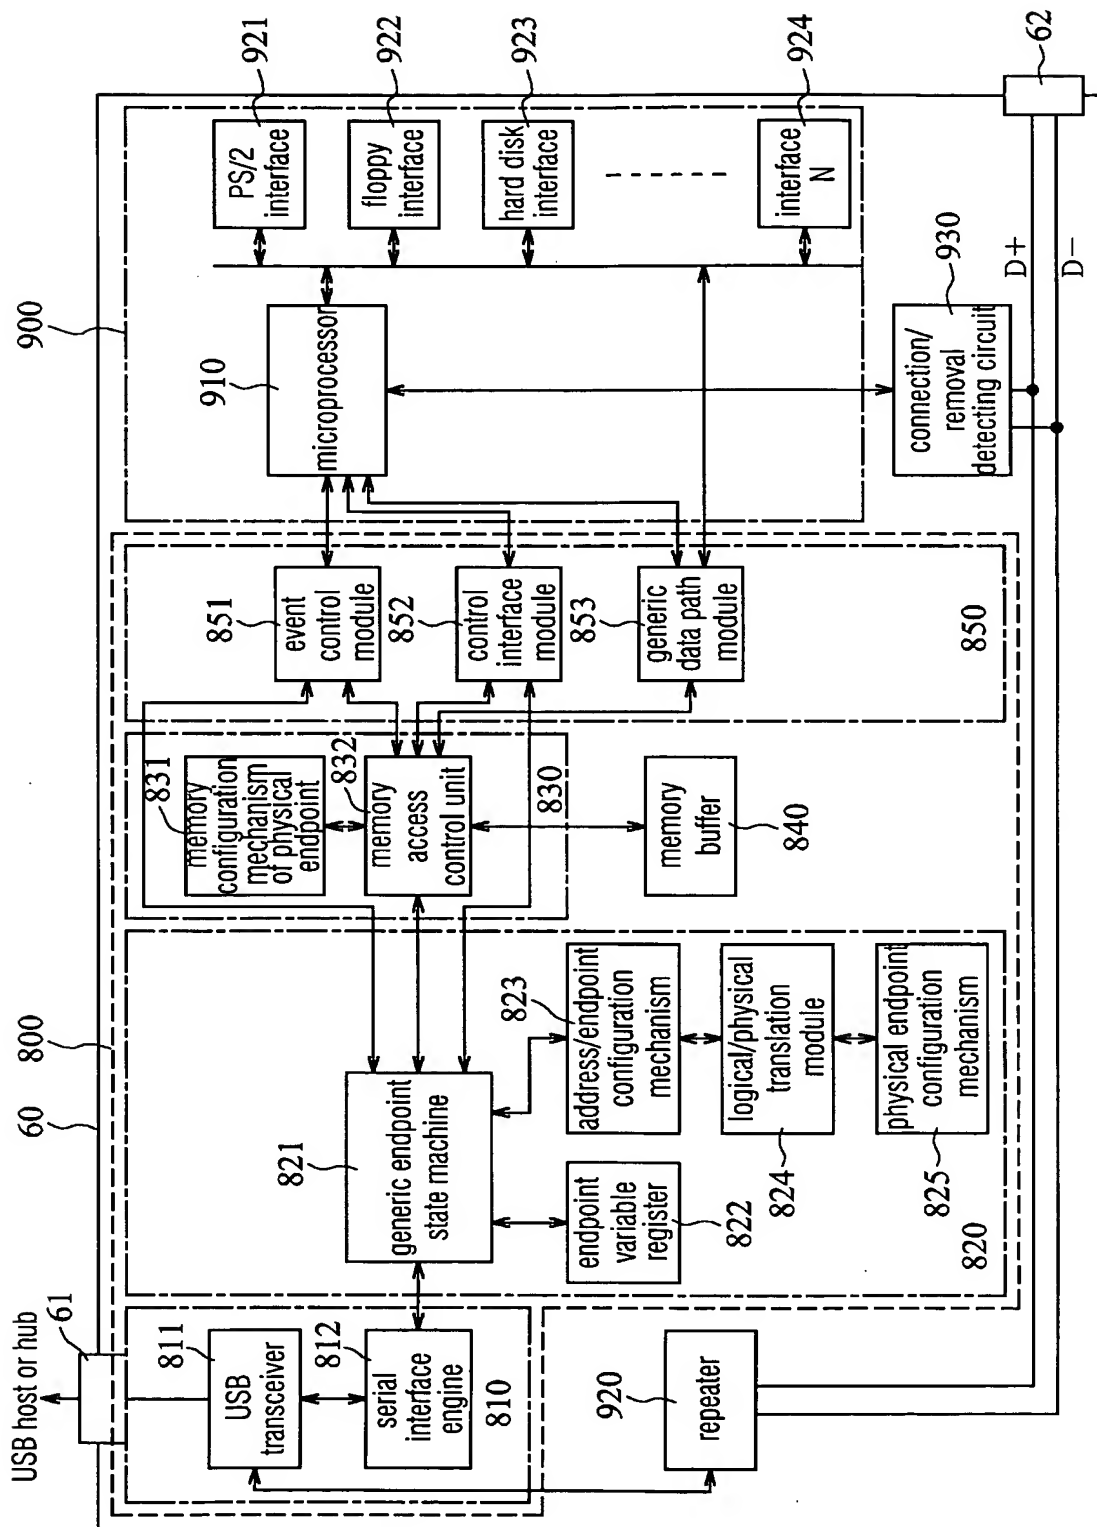 USB host or hub
61
60
800
900
811
USB
transceiver
812
serial
interface
engine
810
821
generic endpoint
state machine
endpoint
variable
register
822
823
address/endpoint
configuration
mechanism
logical/physical
translation
module
824
physical endpoint
configuration
mechanism
825
820
831
memory
configuration
mechanism
of physical
endpoint
832
memory
access
control unit
830
memory
buffer
840
851
event
control
module
852
control
interface
module
853
generic
data path
module
850
910
microprocessor
PS/2
interface
921
floppy
interface
922
hard disk
interface
923
interface
N
924
920
repeater
connection/
removal
detecting circuit
930
D+
D−
62